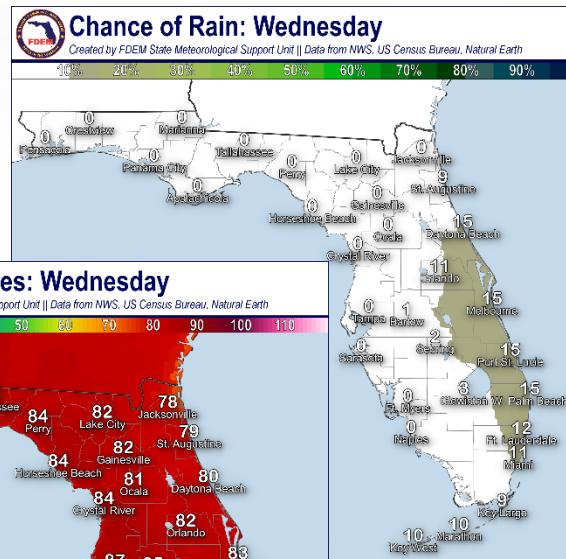 FDEM
Chance of Rain: Wednesday
Created by FDEM State Meteorological Support Unit || Data from NWS, US Census Bureau, Natural Earth
10% 20% 30% 40% 50% 60% 70% 80% 90%
0 Pensacola
0 Crestview
0 Marianna
0 Panama City
0 Apalachicola
0 Tallahassee
0 Perry
0 Lake City
0 Jacksonville
9 St. Augustine
0 Gainesville
0 Horseshoe Beach
0 Ocala
15 Daytona Beach
0 Crystal River
11 Orlando
15 Melbourne
0 Tampa
1 Bartow
2 Sebring
0 Sarasota
15 Port St. Lucie
3 Clewiston
15 W. Palm Beach
0 Ft. Myers
0 Naples
12 Ft. Lauderdale
11 Miami
9 Key Largo
10 Marathon
10 Key West
res: Wednesday
port Unit || Data from NWS, US Census Bureau, Natural Earth
50 60 70 80 90 100 110
ssee
84 Perry
82 Lake City
78 Jacksonville
79 St. Augustine
82 Gainesville
84 Horseshoe Beach
81 Ocala
80 Daytona Beach
84 Crystal River
82 Orlando
83